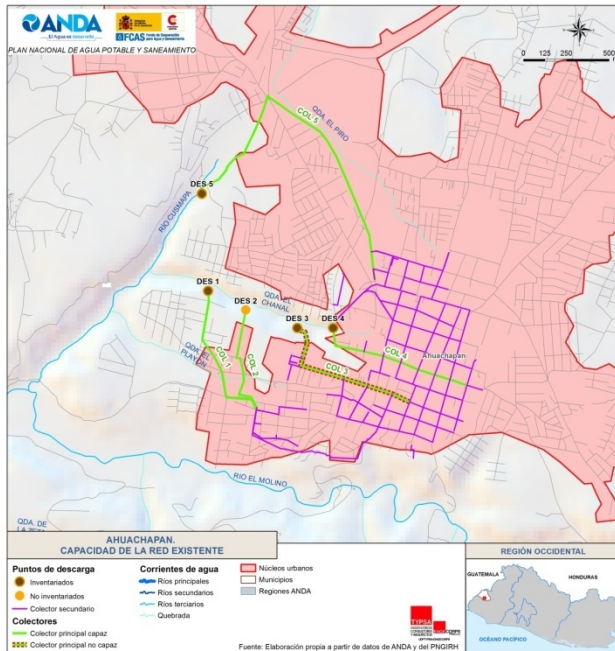 ANDA
El Agua es desarrollo
FCAS
PLAN NACIONAL DE AGUA POTABLE Y SANEAMIENTO
0 125 250 500
COL 5
QDA. EL PIRO
DES 5
RIO CUSMAPA
DES 1
DES 2
QDA. EL CHANAL
DES 3
DES 4
COL 4
Ahuachapan
QDA. EL PLAYON
COL 1
COL 2
COL 3
RIO EL MOLINO
QDA. DE
AHUACHAPAN.
CAPACIDAD DE LA RED EXISTENTE
Puntos de descarga
Inventariados
No inventariados
Colector secundario
Colectores
Colector principal capaz
Colector principal no capaz
Corrientes de agua
Ríos principales
Ríos secundarios
Ríos terciarios
Quebrada
Núcleos urbanos
Municipios
Regiones ANDA
TYPSA
Fuente: Elaboración propia a partir de datos de ANDA y del PNGIRH
REGIÓN OCCIDENTAL
GUATEMALA
HONDURAS
OCÉANO PACÍFICO